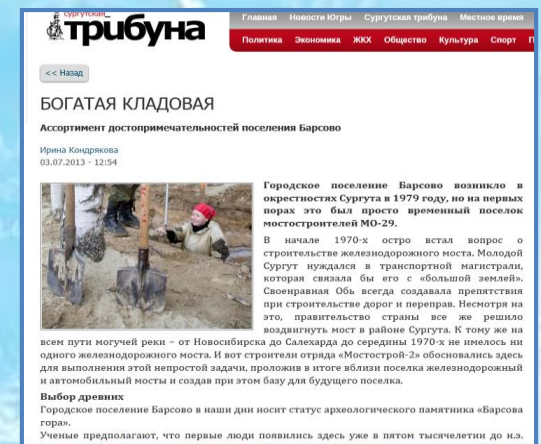 сургутская
трибуна
Главная Новости Югры Сургутская трибуна Местное время
Политика Экономика ЖКХ Общество Культура Спорт П
<< Назад
БОГАТАЯ КЛАДОВАЯ
Ассортимент достопримечательностей поселения Барсово
Ирина Кондрякова
03.07.2013 - 12:54
Городское поселение Барсово возникло в
окрестностях Сургута в 1979 году, но на первых
порах это был просто временный поселок
мостостроителей МО-29.
В начале 1970-х остро встал вопрос о
строительстве железнодорожного моста. Молодой
Сургут нуждался в транспортной магистрали,
которая связала бы его с «большой землей».
Своенравная Обь всегда создавала препятствия
при строительстве дорог и переправ. Несмотря на
это, правительство страны все же решило
воздвигнуть мост в районе Сургута. К тому же на
всем пути могучей реки – от Новосибирска до Салехарда до середины 1970-х не имелось ни
одного железнодорожного моста. И вот строители отряда «Мостострой-2» обосновались здесь
для выполнения этой непростой задачи, проложив в итоге вблизи поселка железнодорожный
и автомобильный мосты и создав при этом базу для будущего поселка.
Выбор древних
Городское поселение Барсово в наши дни носит статус археологического памятника «Барсова
гора».
Ученые предполагают, что первые люди появились здесь уже в пятом тысячелетии до н.э.